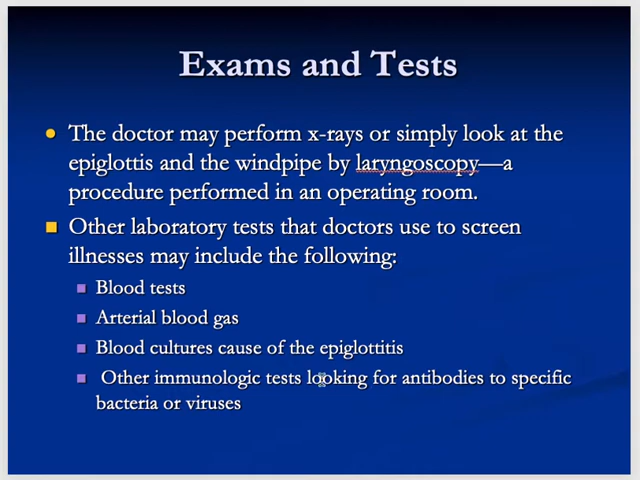 Exams and Tests
The doctor may perform x-rays or simply look at the
epiglottis and the windpipe by laryngoscopy—a
procedure performed in an operating room.
Other laboratory tests that doctors use to screen
illnesses may include the following:
Blood tests
Arterial blood gas
Blood cultures cause of the epiglottitis
Other immunologic tests looking for antibodies to specific
bacteria or viruses